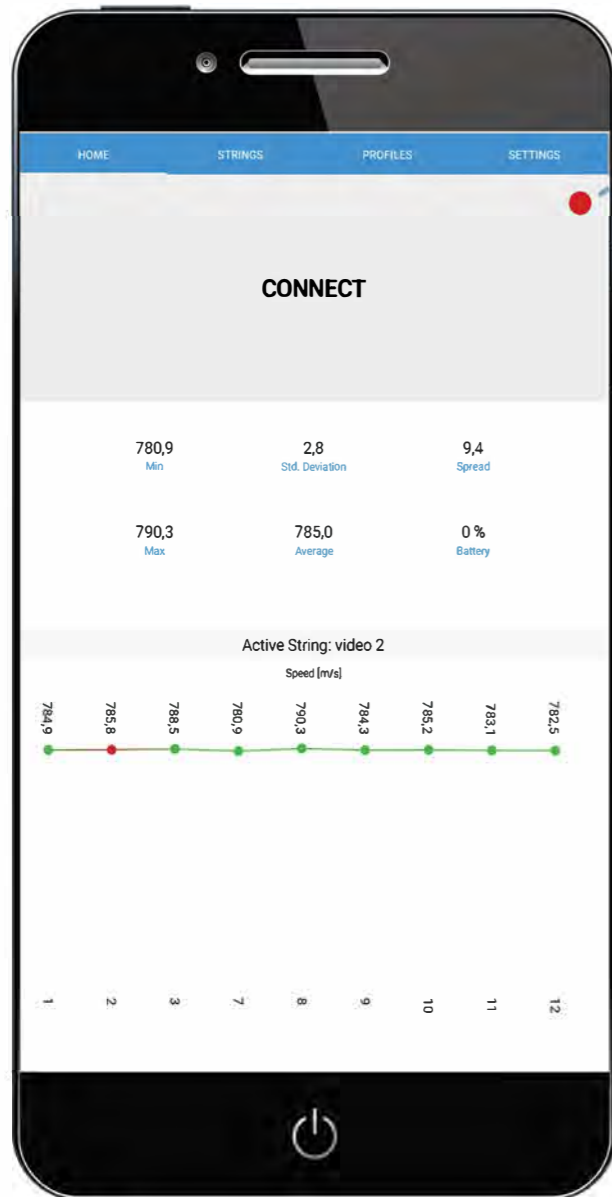 HOME STRINGS PROFILES SETTINGS
CONNECT
780,9 2,8 9,4
Min Std. Deviation Spread
790,3 785,0 0 %
Max Average Battery
Active String: video 2
Speed [m/s]
784,9 785,8 788,5 780,9 790,3 784,3 785,2 783,1 782,5
1 2 3 7 8 9 10 11 12